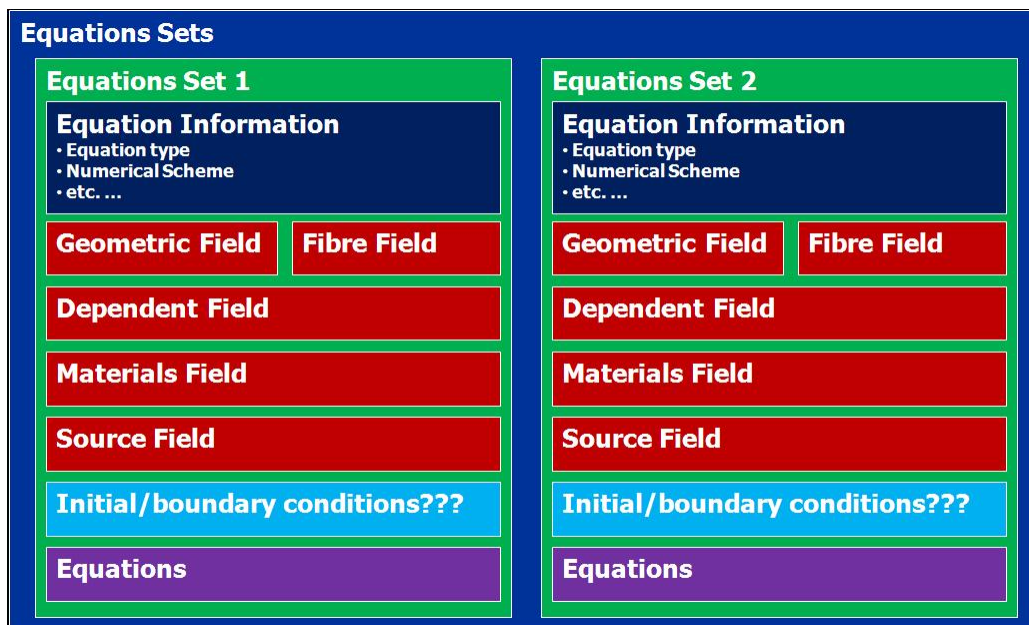 Equations Sets
Equations Set 1
Equation Information
• Equation type
• Numerical Scheme
• etc. ...
Geometric Field
Fibre Field
Dependent Field
Materials Field
Source Field
Initial/boundary conditions???
Equations
Equations Set 2
Equation Information
• Equation type
• Numerical Scheme
• etc. ...
Geometric Field
Fibre Field
Dependent Field
Materials Field
Source Field
Initial/boundary conditions???
Equations